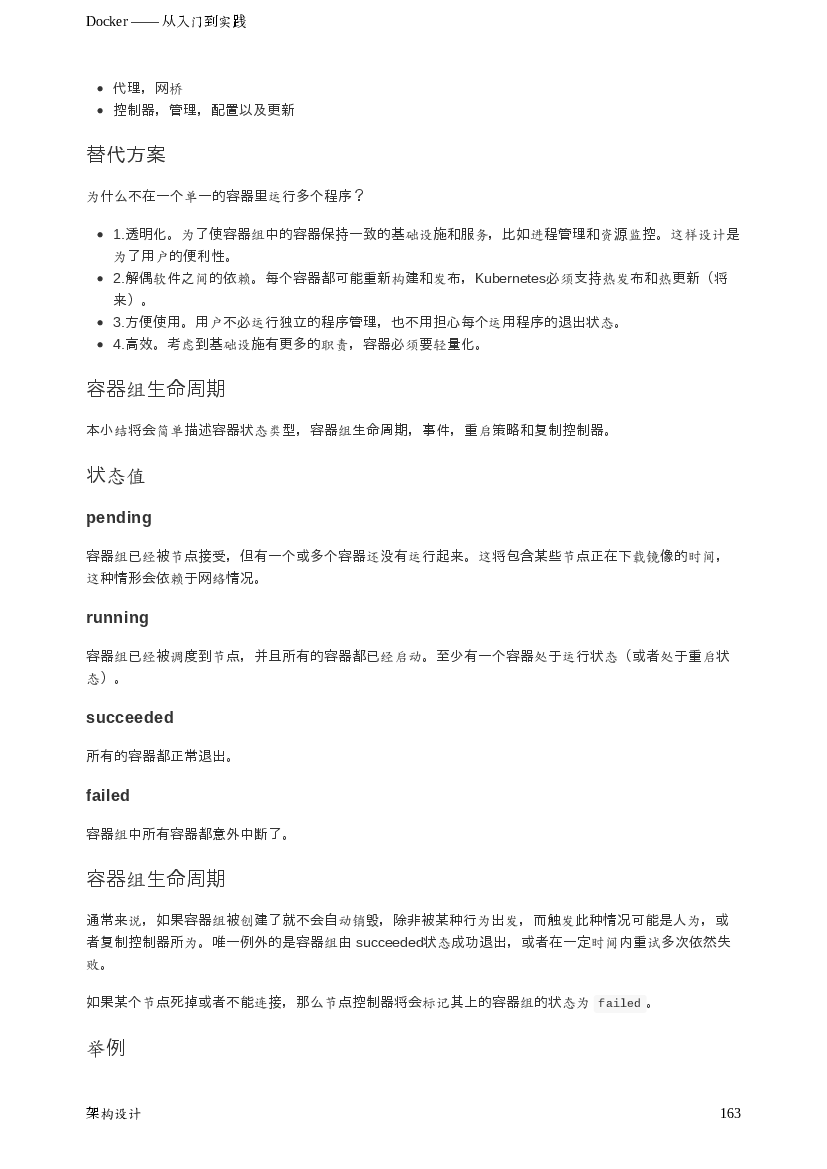 Docker —— 从入门到实践
代理，网桥
控制器，管理，配置以及更新
替代方案
为什么不在一个单一的容器里运行多个程序？
1.透明化。为了使容器组中的容器保持一致的基础设施和服务，比如进程管理和资源监控。这样设计是
为了用户的便利性。
2.解偶软件之间的依赖。每个容器都可能重新构建和发布，Kubernetes必须支持热发布和热更新（将
来）。
3.方便使用。用户不必运行独立的程序管理，也不用担心每个运用程序的退出状态。
4.高效。考虑到基础设施有更多的职责，容器必须要轻量化。
容器组生命周期
本小结将会简单描述容器状态类型，容器组生命周期，事件，重启策略和复制控制器。
状态值
pending
容器组已经被节点接受，但有一个或多个容器还没有运行起来。这将包含某些节点正在下载镜像的时间，
这种情形会依赖于网络情况。
running
容器组已经被调度到节点，并且所有的容器都已经启动。至少有一个容器处于运行状态（或者处于重启状
态）。
succeeded
所有的容器都正常退出。
failed
容器组中所有容器都意外中断了。
容器组生命周期
通常来说，如果容器组被创建了就不会自动销毁，除非被某种行为出发，而触发此种情况可能是人为，或
者复制控制器所为。唯一例外的是容器组由 succeeded状态成功退出，或者在一定时间内重试多次依然失
败。
如果某个节点死掉或者不能连接，那么节点控制器将会标记其上的容器组的状态为 failed 。
举例
架构设计
163